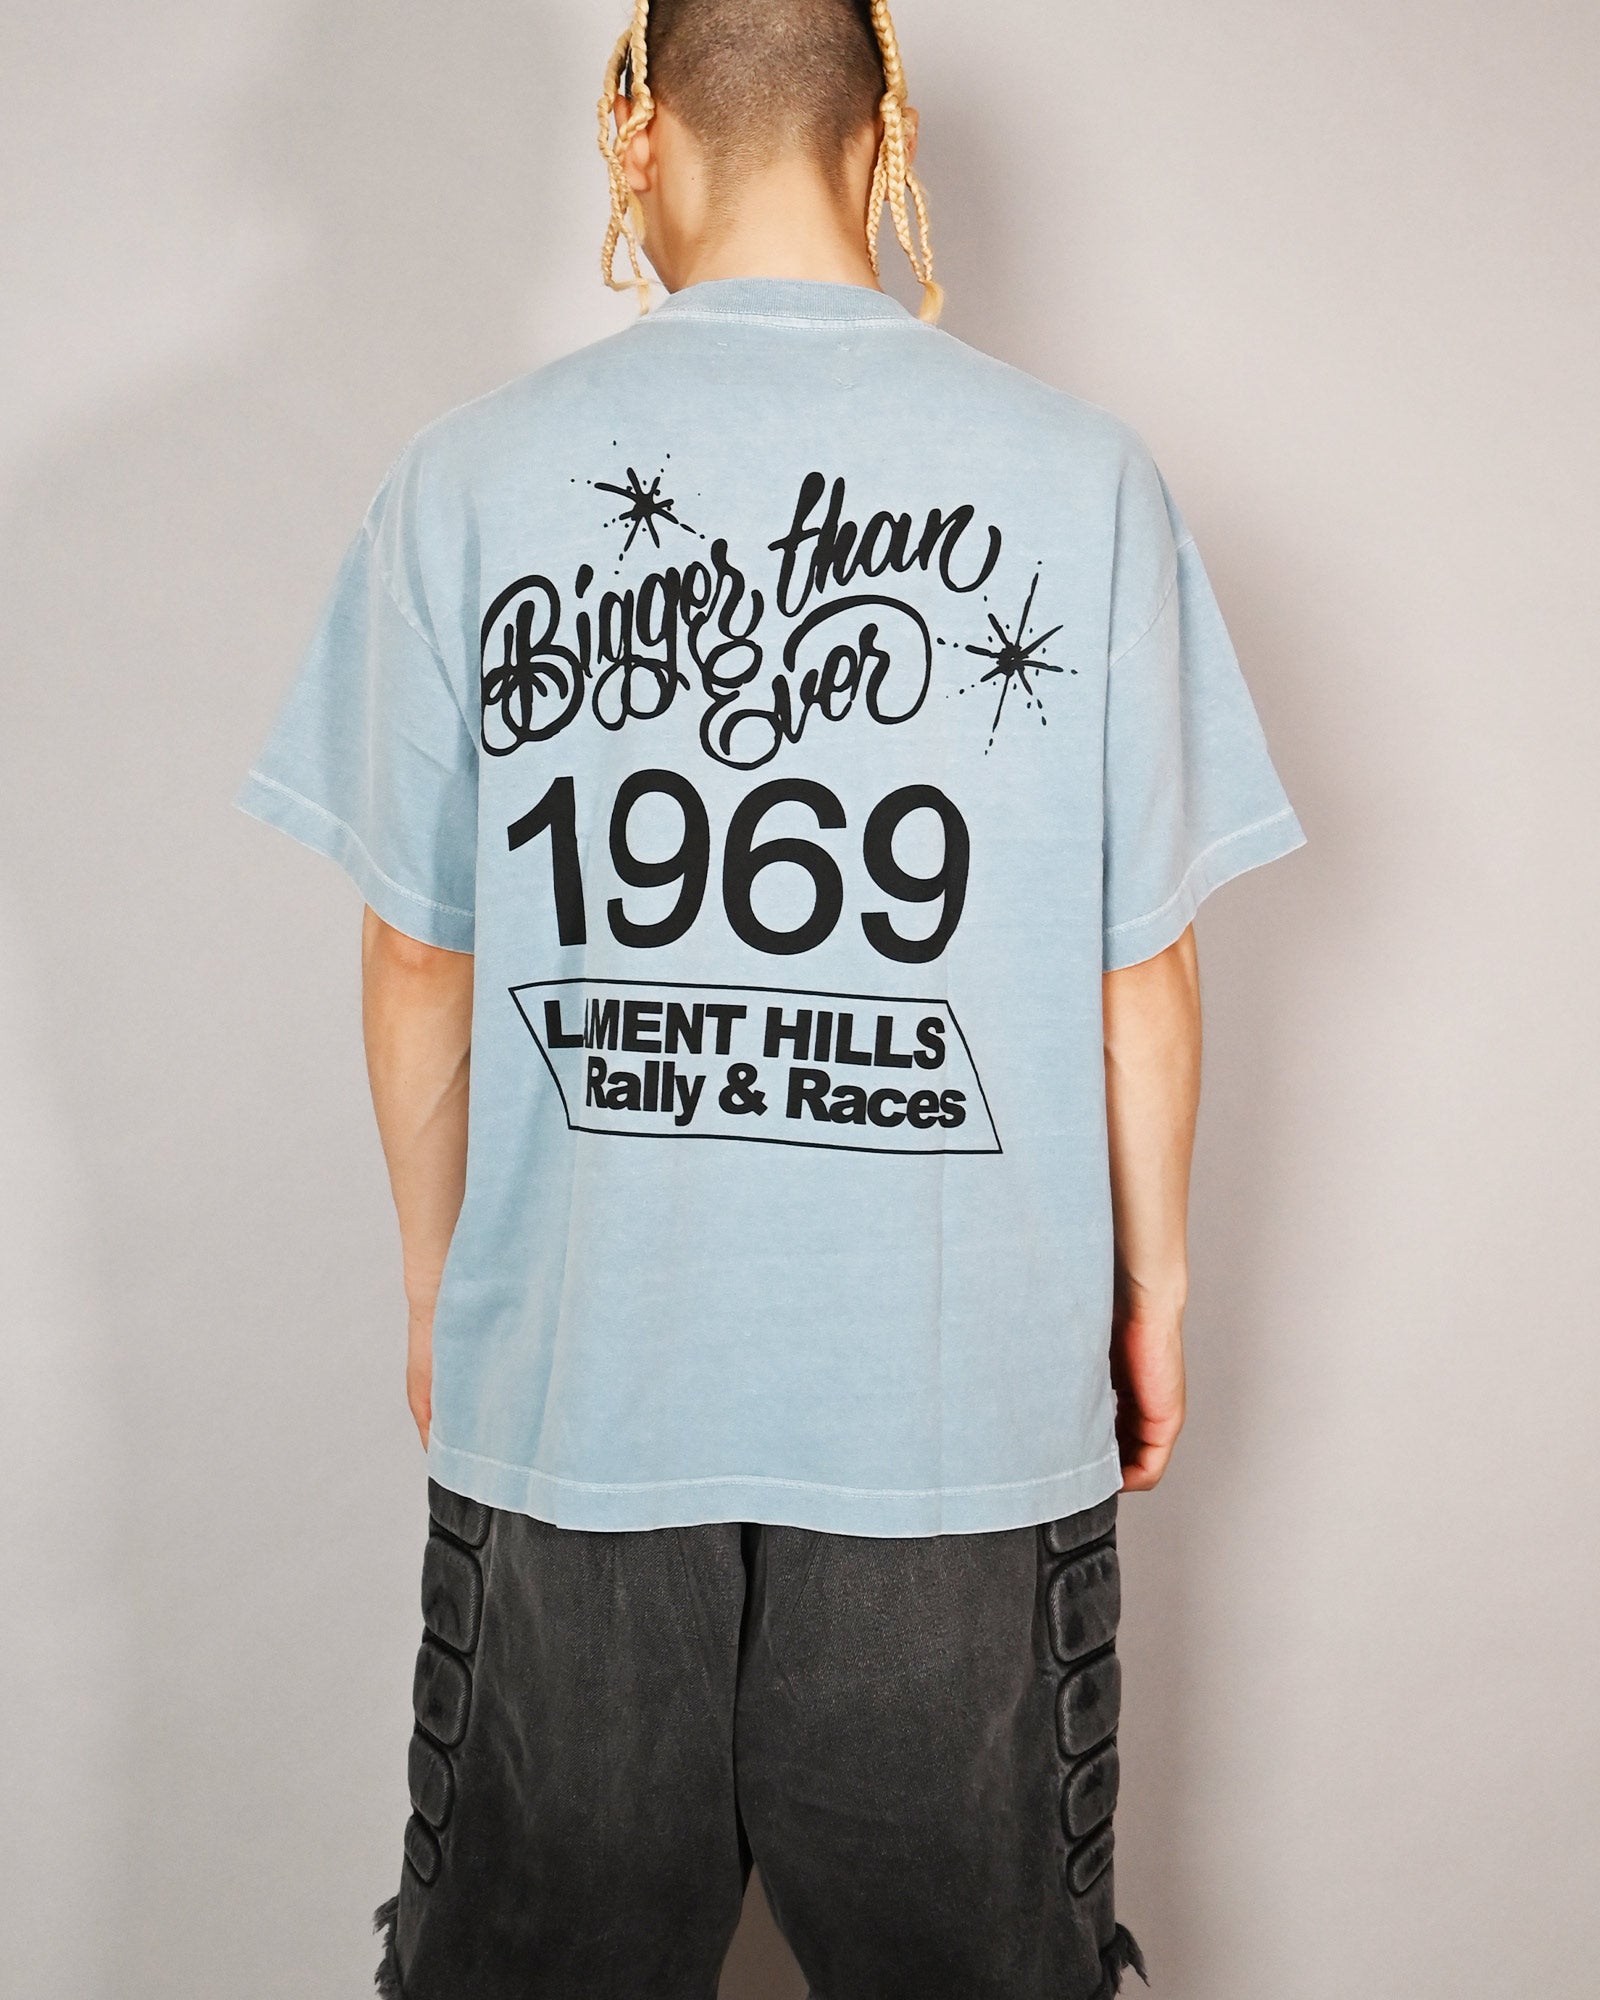 Bigger than
Ever
1969
LAMENT HILLS
Rally & Races